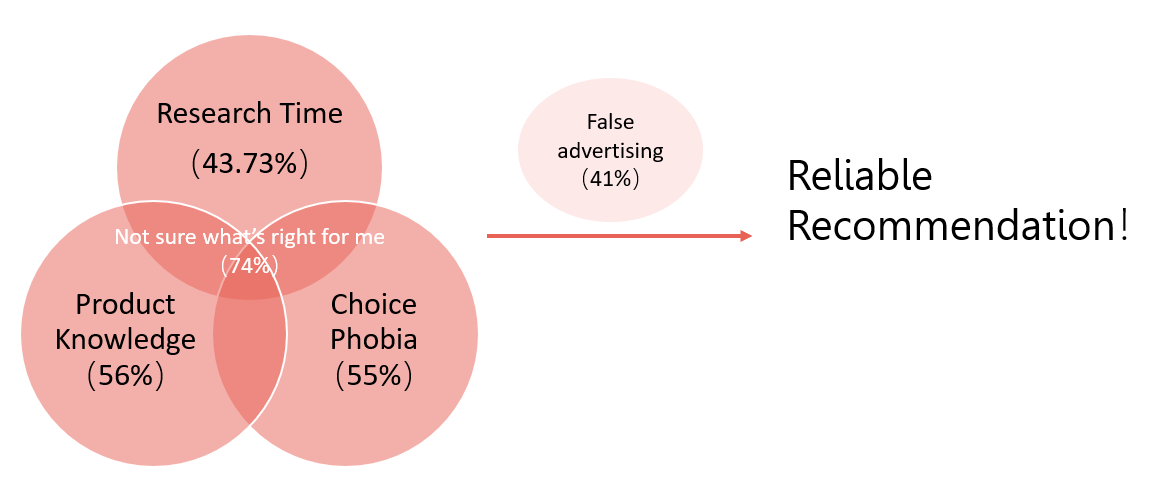 Research Time
(43.73%)
Not sure what's right for me
(74%)
Product
Knowledge
(56%)
Choice
Phobia
(55%)
False
advertising
(41%)
Reliable
Recommendation!